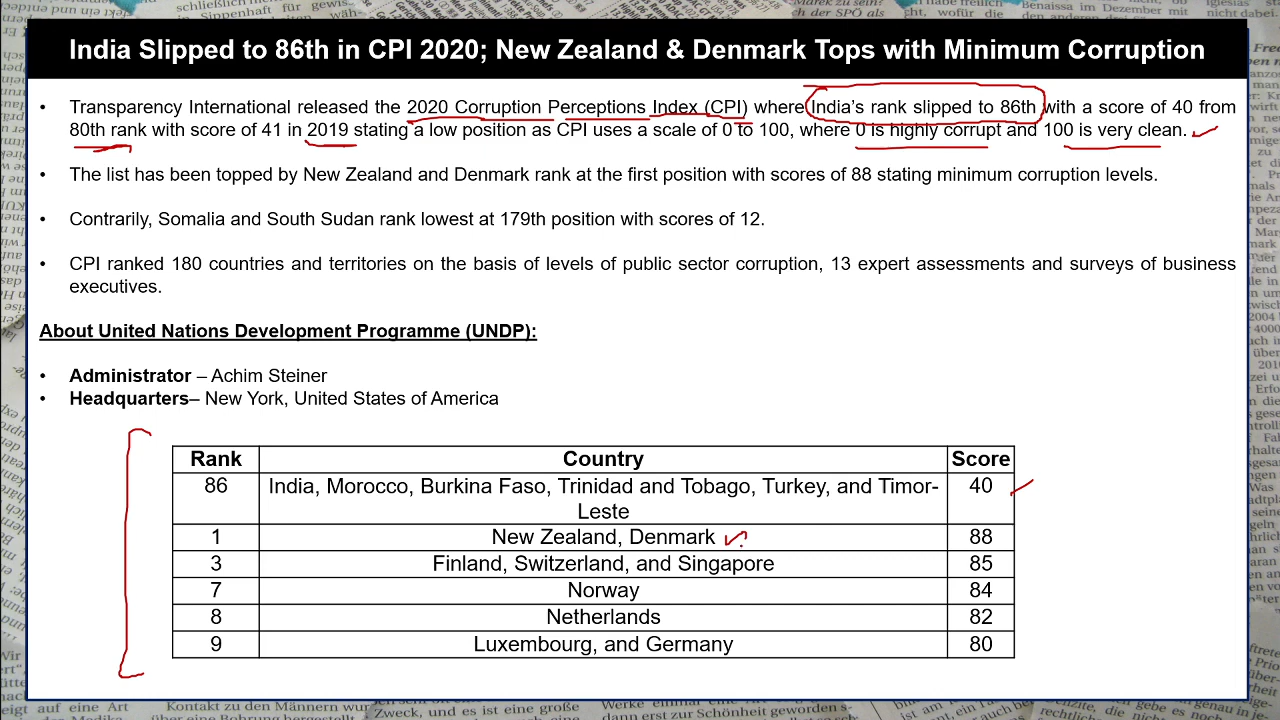 India Slipped to 86th in CPI 2020; New Zealand & Denmark Tops with Minimum Corruption
• Transparency International released the 2020 Corruption Perceptions Index (CPI) where India's rank slipped to 86th with a score of 40 from
80th rank with score of 41 in 2019 stating a low position as CPI uses a scale of 0 to 100, where 0 is highly corrupt and 100 is very clean.
• The list has been topped by New Zealand and Denmark rank at the first position with scores of 88 stating minimum corruption levels.
• Contrarily, Somalia and South Sudan rank lowest at 179th position with scores of 12.
• CPI ranked 180 countries and territories on the basis of levels of public sector corruption, 13 expert assessments and surveys of business
executives.
About United Nations Development Programme (UNDP):
• Administrator – Achim Steiner
• Headquarters– New York, United States of America
Rank Country Score
86 India, Morocco, Burkina Faso, Trinidad and Tobago, Turkey, and Timor- 40
Leste
1 New Zealand, Denmark 88
3 Finland, Switzerland, and Singapore 85
7 Norway 84
8 Netherlands 82
9 Luxembourg, and Germany 80